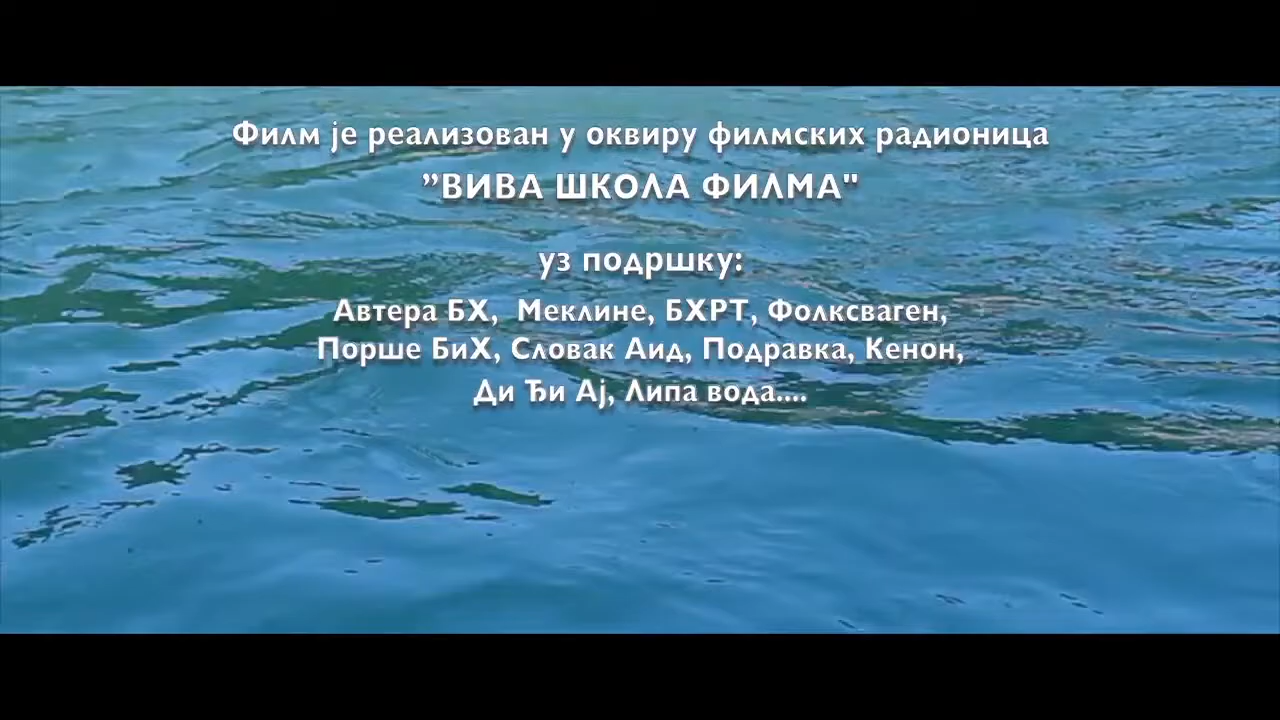 Филм је реализован у оквиру филмских радионица
”ВИВА ШКОЛА ФИЛМА"
уз подршку:
Автера БХ, Меклине, БХРТ, Фолксваген,
Порше БиХ, Словак Аид, Подравка, Кенон,
Ди Ђи Ај, Липа вода....